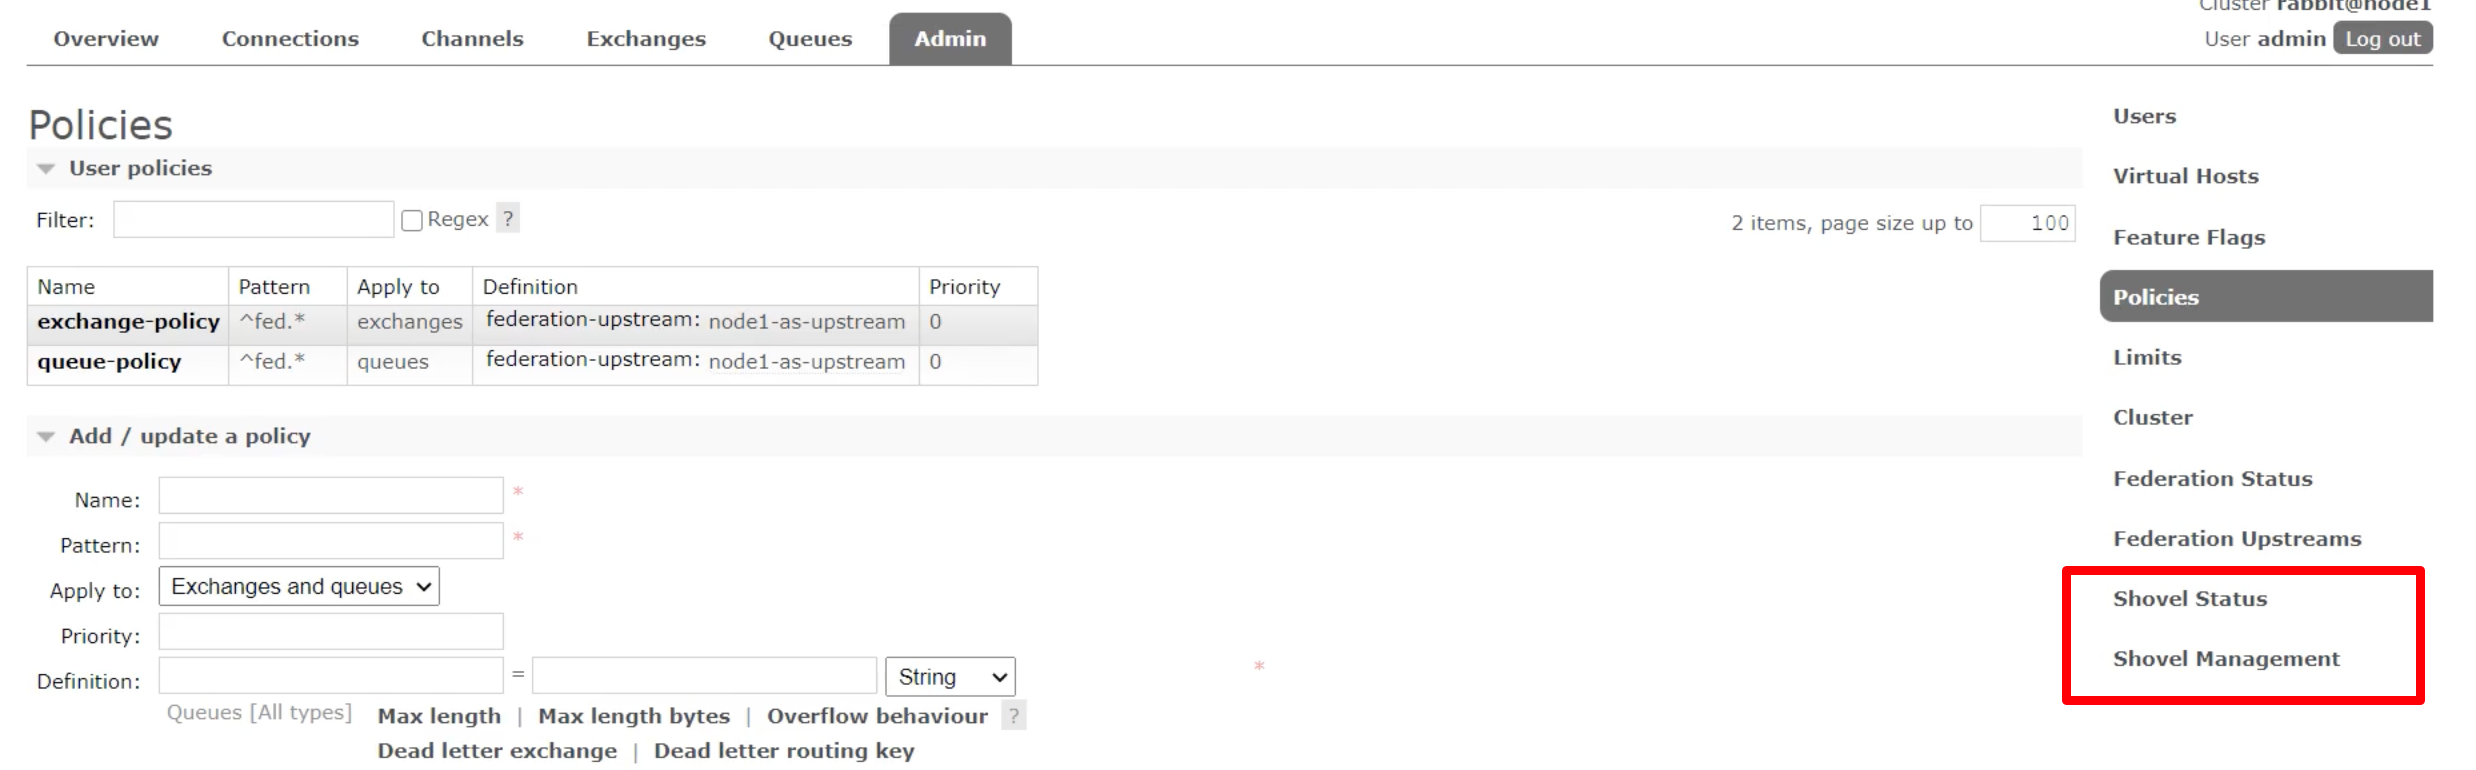 Cluster rabbit@node1
Overview Connections Channels Exchanges Queues Admin
User admin Log out
Policies
User policies
Filter: Regex ?
2 items, page size up to 100
Name Pattern Apply to Definition Priority
exchange-policy ^fed.* exchanges federation-upstream: node1-as-upstream 0
queue-policy ^fed.* queues federation-upstream: node1-as-upstream 0
Add / update a policy
Name: *
Pattern: *
Apply to: Exchanges and queues
Priority:
Definition: = String *
Queues [All types] Max length | Max length bytes | Overflow behaviour ?
Dead letter exchange | Dead letter routing key
Users
Virtual Hosts
Feature Flags
Policies
Limits
Cluster
Federation Status
Federation Upstreams
Shovel Status
Shovel Management